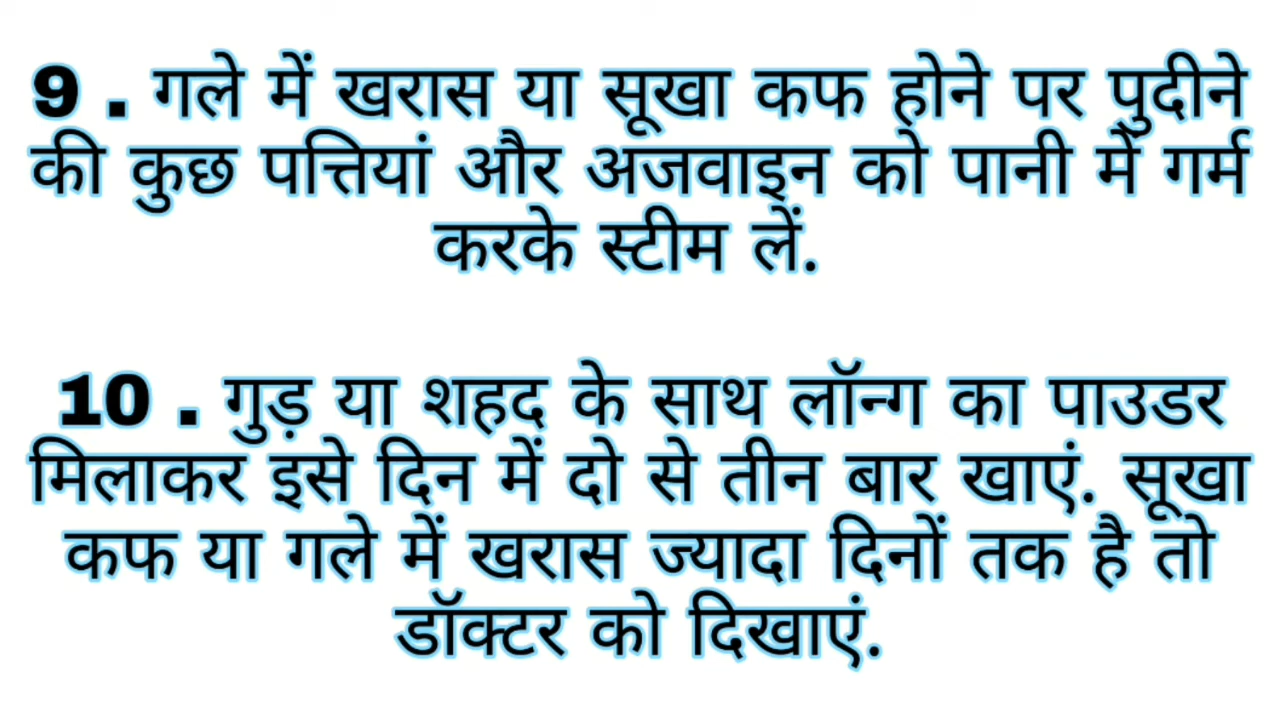 9 . गले में खरास या सूखा कफ होने पर पुदीने
की कुछ पत्तियां और अजवाइन को पानी में गर्म
करके स्टीम लें.
10 . गुड़ या शहद के साथ लॉन्ग का पाउडर
मिलाकर इसे दिन में दो से तीन बार खाएं. सूखा
कफ या गले में खरास ज्यादा दिनों तक है तो
डॉक्टर को दिखाएं.